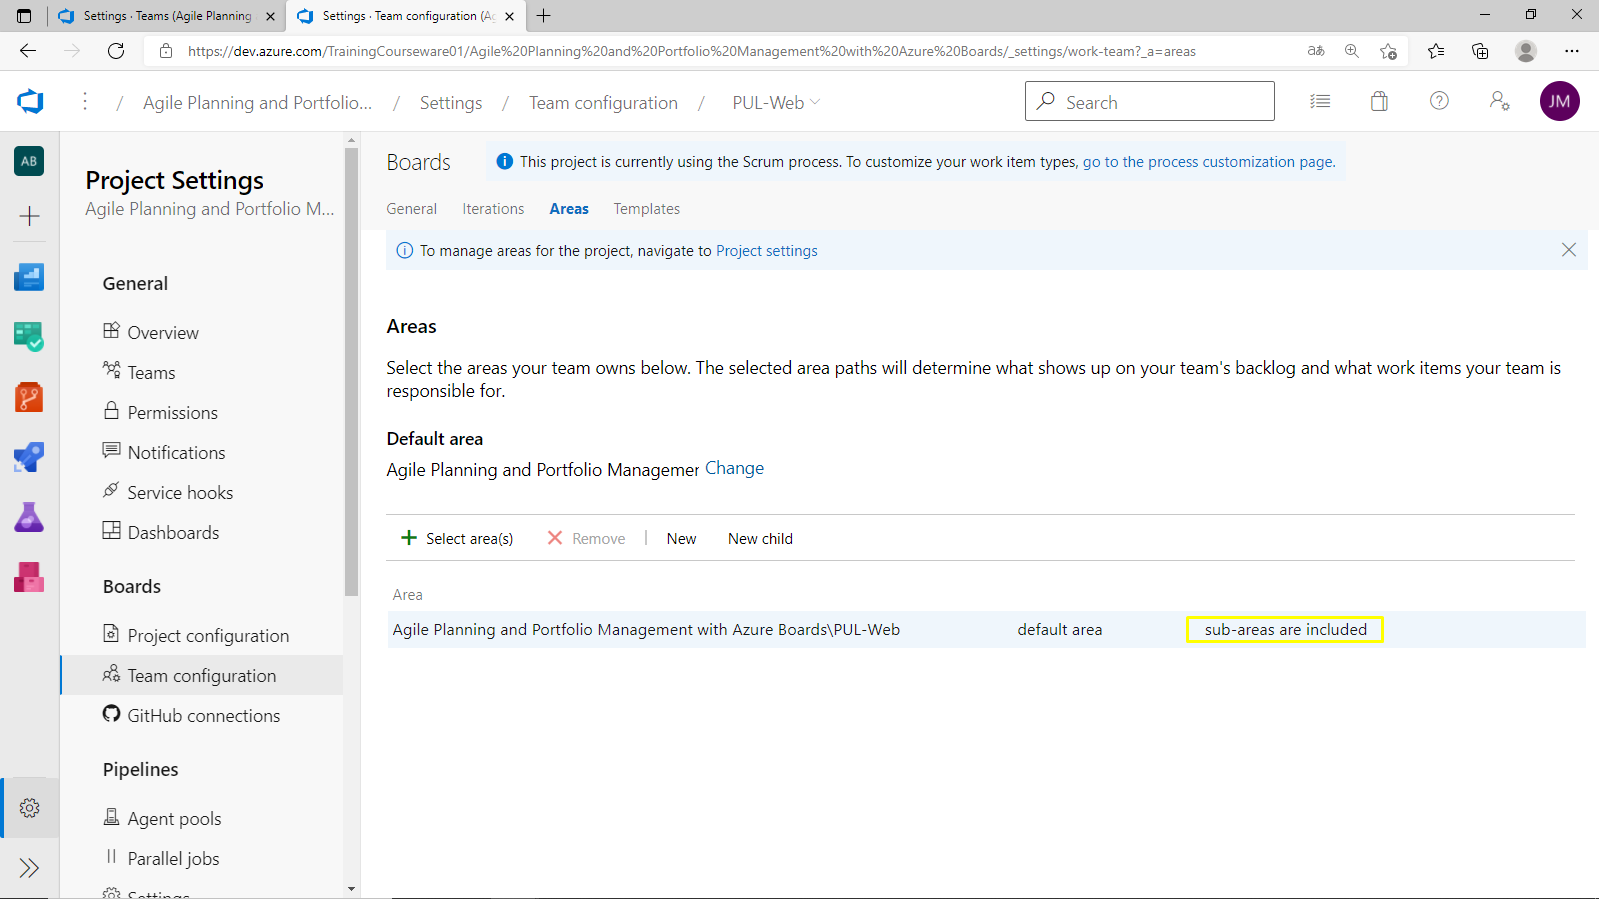 Settings · Teams (Agile Planning
Settings · Team configuration (Ag
https://dev.azure.com/TrainingCourseware01/Agile%20Planning%20and%20Portfolio%20Management%20with%20Azure%20Boards/_settings/work-team?_a=areas
aあ
/ Agile Planning and Portfolio... / Settings / Team configuration / PUL-Web
Search
JM
AB
Project Settings
Agile Planning and Portfolio M...
General
Overview
Teams
Permissions
Notifications
Service hooks
Dashboards
Boards
Project configuration
Team configuration
GitHub connections
Pipelines
Agent pools
Parallel jobs
Settings
Boards
This project is currently using the Scrum process. To customize your work item types, go to the process customization page.
General Iterations Areas Templates
To manage areas for the project, navigate to Project settings
Areas
Select the areas your team owns below. The selected area paths will determine what shows up on your team's backlog and what work items your team is
responsible for.
Default area
Agile Planning and Portfolio Managemer Change
Select area(s) Remove New New child
Area
Agile Planning and Portfolio Management with Azure Boards\PUL-Web default area sub-areas are included